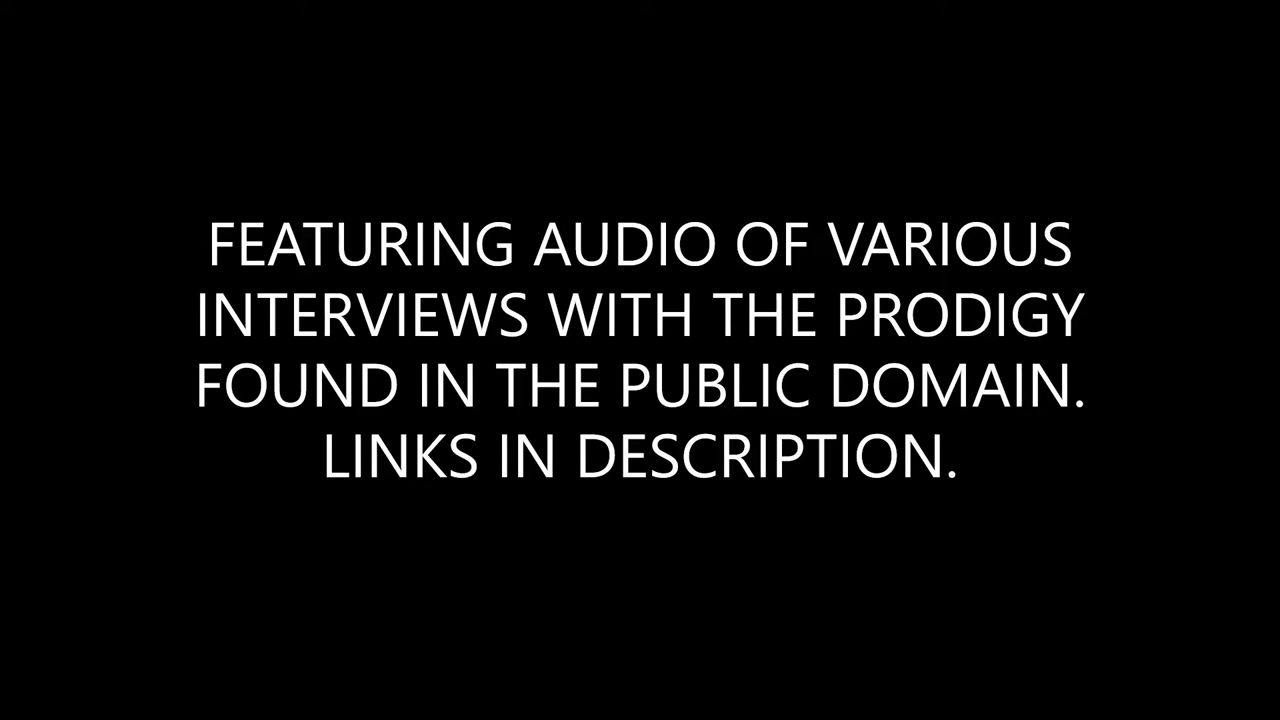 FEATURING AUDIO OF VARIOUS
INTERVIEWS WITH THE PRODIGY
FOUND IN THE PUBLIC DOMAIN.
LINKS IN DESCRIPTION.